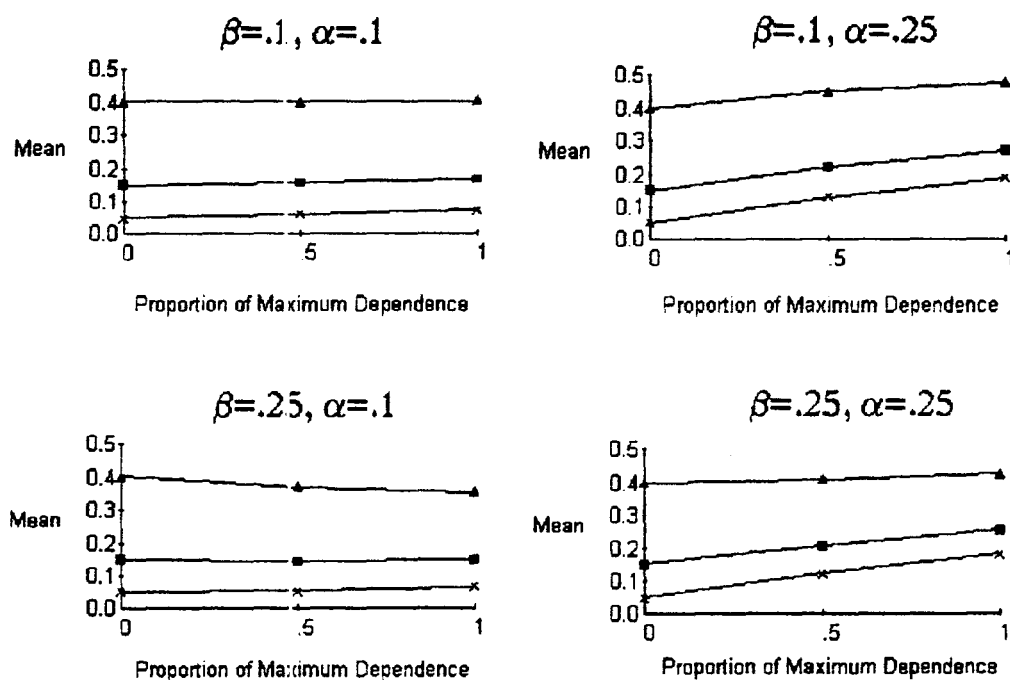 β=.1, α=.1
0.5
0.4
0.3
Mean
0.2
0.1
0.0
0 .5 1
Proportion of Maximum Dependence
β=.1, α=.25
0.5
0.4
0.3
Mean
0.2
0.1
0.0
0 .5 1
Proportion of Maximum Dependence
β=.25, α=.1
0.5
0.4
0.3
Mean
0.2
0.1
0.0
0 .5 1
Proportion of Maximum Dependence
β=.25, α=.25
0.5
0.4
0.3
Mean
0.2
0.1
0.0
0 .5 1
Proportion of Maximum Dependence